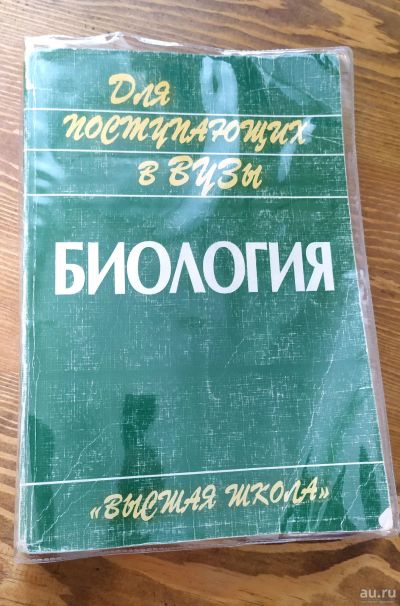 Для
поступающих
в вузы
БИОЛОГИЯ
«ВЫСШАЯ ШКОЛА»
au.ru